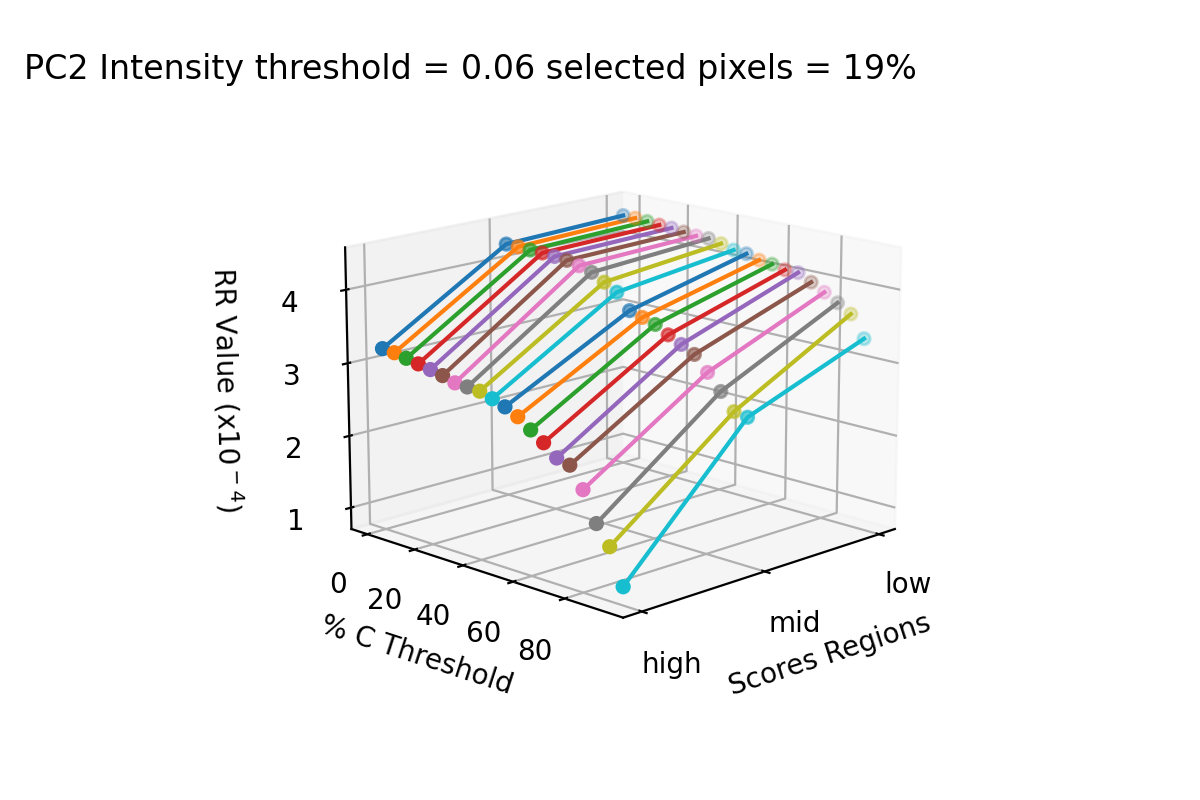 PC2 Intensity threshold = 0.06 selected pixels = 19%
4
3
2
1
RR Value (x10⁻⁴)
0
20
40
60
80
% C Threshold
high
mid
low
Scores Regions